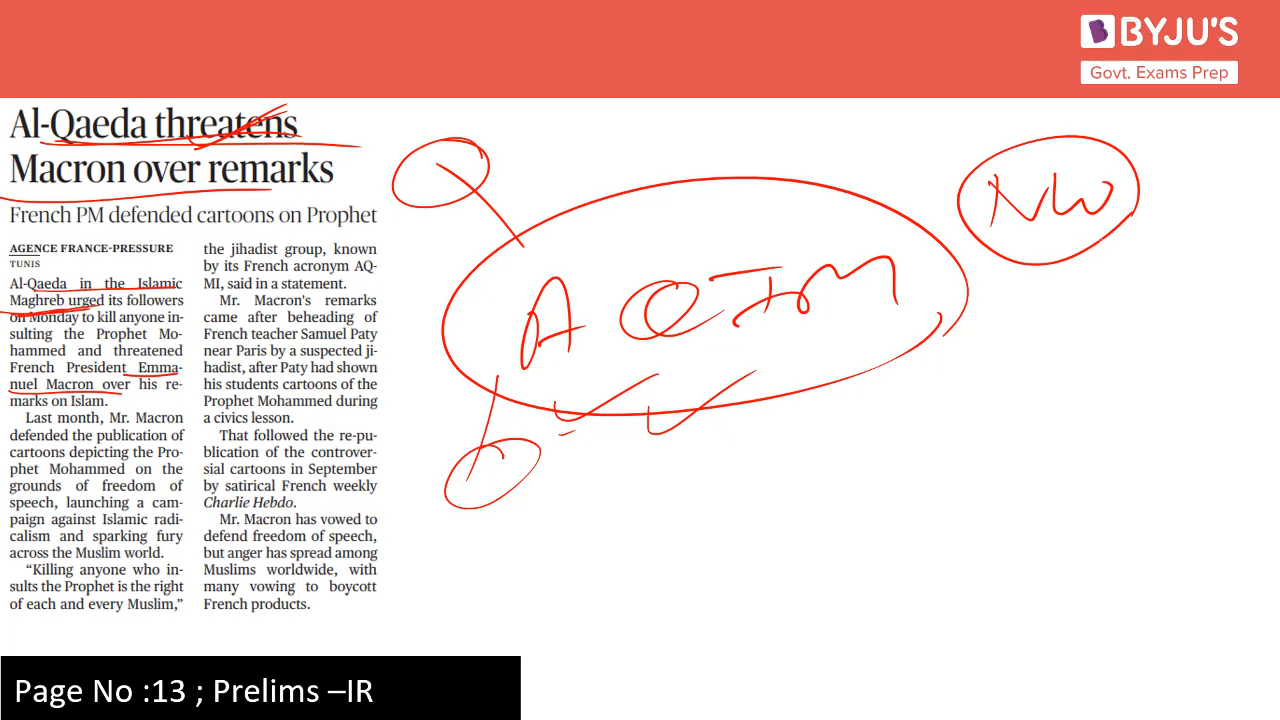 BYJU'S
Govt. Exams Prep
Al-Qaeda threatens
Macron over remarks
French PM defended cartoons on Prophet
AGENCE FRANCE-PRESSURE
TUNIS
Al-Qaeda in the Islamic
Maghreb urged its followers
on Monday to kill anyone in-
sulting the Prophet Mo-
hammed and threatened
French President Emma-
nuel Macron over his re-
marks on Islam.
Last month, Mr. Macron
defended the publication of
cartoons depicting the Pro-
phet Mohammed on the
grounds of freedom of
speech, launching a cam-
paign against Islamic radi-
calism and sparking fury
across the Muslim world.
“Killing anyone who in-
sults the Prophet is the right
of each and every Muslim,”
the jihadist group, known
by its French acronym AQ-
MI, said in a statement.
Mr. Macron's remarks
came after beheading of
French teacher Samuel Paty
near Paris by a suspected ji-
hadist, after Paty had shown
his students cartoons of the
Prophet Mohammed during
a civics lesson.
That followed the re-pu-
blication of the controver-
sial cartoons in September
by satirical French weekly
Charlie Hebdo.
Mr. Macron has vowed to
defend freedom of speech,
but anger has spread among
Muslims worldwide, with
many vowing to boycott
French products.
AQIM
NW
Page No :13 ; Prelims –IR